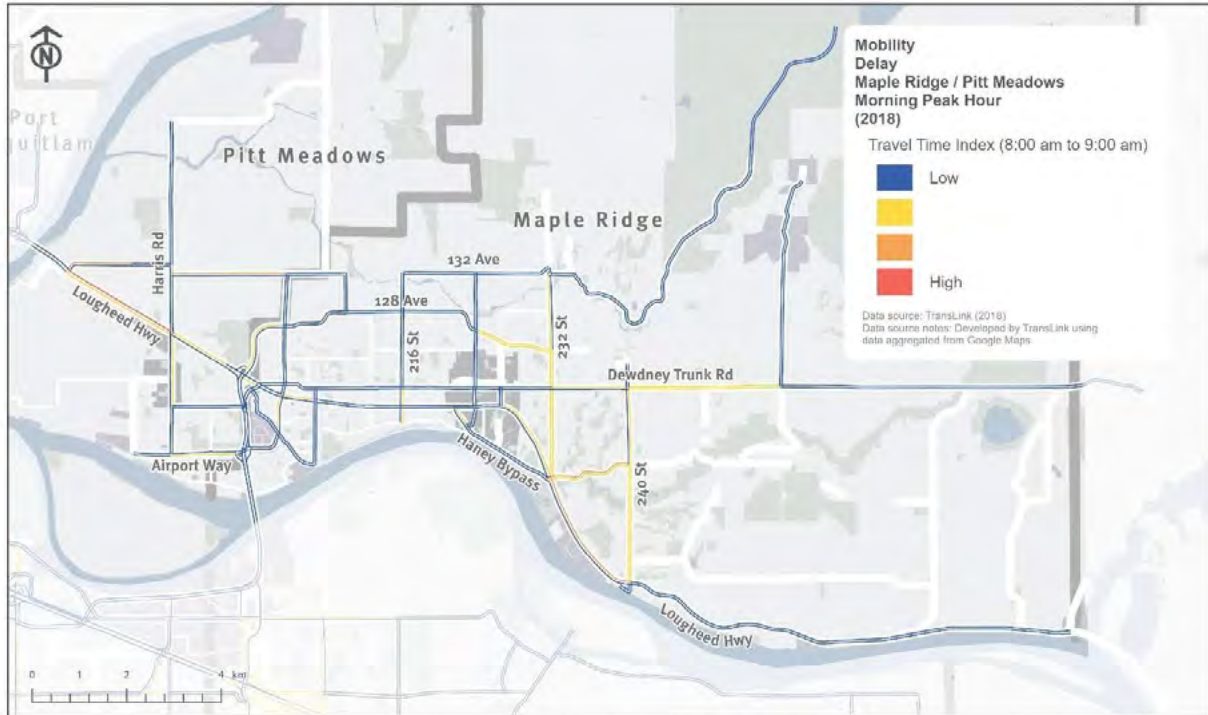 N
Port
quitlam
Pitt Meadows
Maple Ridge
Harris Rd
Lougheed Hwy
132 Ave
128 Ave
216 St
232 St
Dewdney Trunk Rd
Airport Way
Haney Bypass
240 St
Lougheed Hwy
0 1 2 4 km
Mobility
Delay
Maple Ridge / Pitt Meadows
Morning Peak Hour
(2018)
Travel Time Index (8:00 am to 9:00 am)
Low
High
Data source: TransLink (2018)
Data source notes: Developed by TransLink using
data aggregated from Google Maps